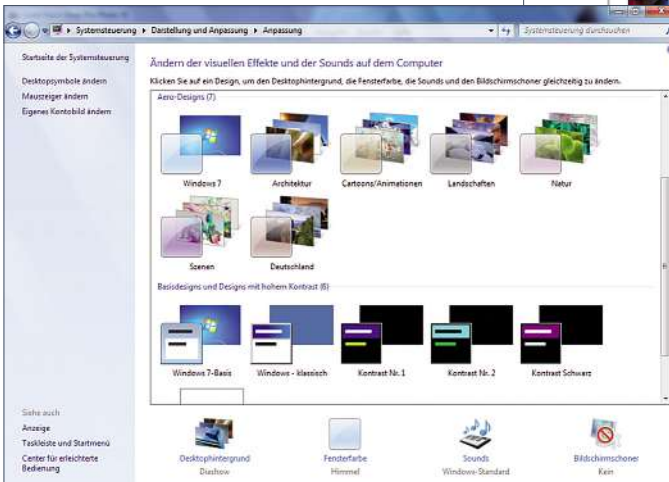 Systemsteuerung ▸ Darstellung und Anpassung ▸ Anpassung
Systemsteuerung durchsuchen
Startseite der Systemsteuerung
Desktopsymbole ändern
Mauszeiger ändern
Eigenes Kontobild ändern
Ändern der visuellen Effekte und der Sounds auf dem Computer
Klicken Sie auf ein Design, um den Desktophintergrund, die Fensterfarbe, die Sounds und den Bildschirmschoner gleichzeitig zu ändern.
Aero-Designs (7)
Windows 7 Architektur Cartoons/Animationen Landschaften Natur
Szenen Deutschland
Basisdesigns und Designs mit hohem Kontrast (6)
Windows 7-Basis Windows - klassisch Kontrast Nr. 1 Kontrast Nr. 2 Kontrast Schwarz
Siehe auch
Anzeige
Taskleiste und Startmenü
Center für erleichterte
Bedienung
Desktophintergrund
Diashow
Fensterfarbe
Himmel
Sounds
Windows-Standard
Bildschirmschoner
Kein